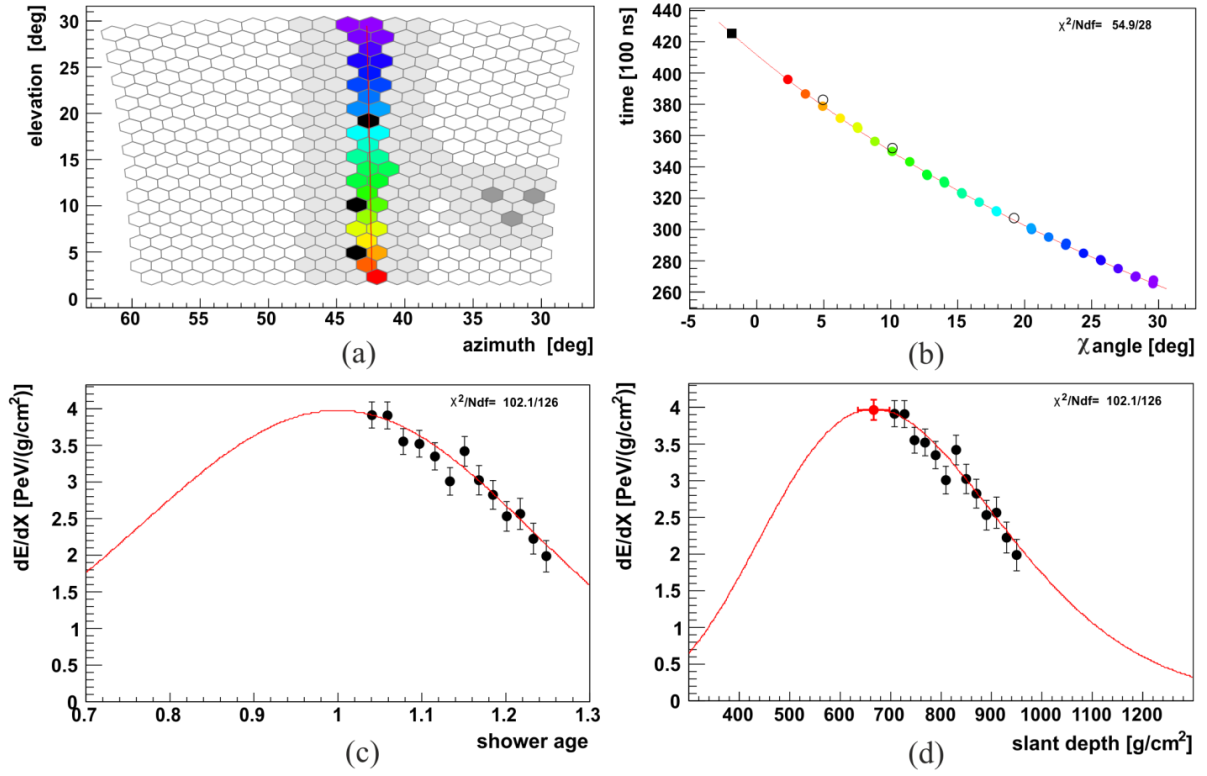 elevation [deg]
30
25
20
15
10
5
0
60 55 50 45 40 35 30
azimuth [deg]
(a)
time [100 ns]
440
420
400
380
360
340
320
300
280
260
χ²/Ndf= 54.9/28
-5 0 5 10 15 20 25 30
χ angle [deg]
(b)
dE/dX [PeV/(g/cm²)]
4
3.5
3
2.5
2
1.5
1
0.5
0
χ²/Ndf= 102.1/126
0.7 0.8 0.9 1 1.1 1.2 1.3
shower age
(c)
dE/dX [PeV/(g/cm²)]
4
3.5
3
2.5
2
1.5
1
0.5
0
χ²/Ndf= 102.1/126
400 500 600 700 800 900 1000 1100 1200
slant depth [g/cm²]
(d)